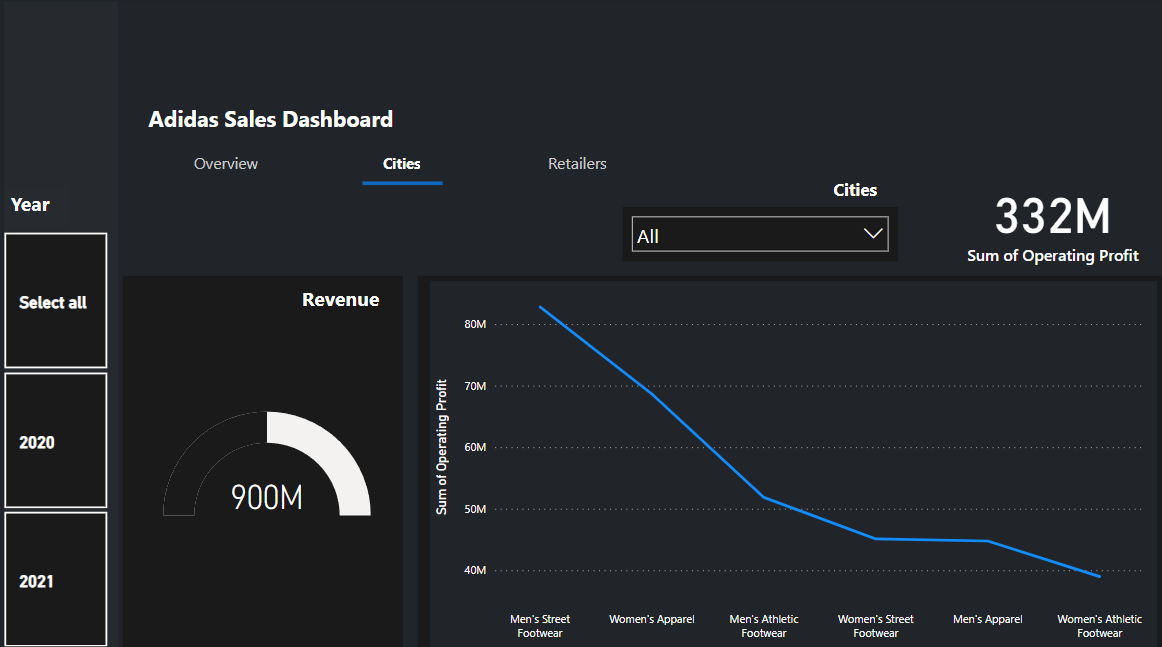 Adidas Sales Dashboard
Overview
Cities
Retailers
Year
Cities
All
332M
Sum of Operating Profit
Select all
2020
2021
Revenue
900M
Sum of Operating Profit
80M
70M
60M
50M
40M
Men's Street
Footwear
Women's Apparel
Men's Athletic
Footwear
Women's Street
Footwear
Men's Apparel
Women's Athletic
Footwear